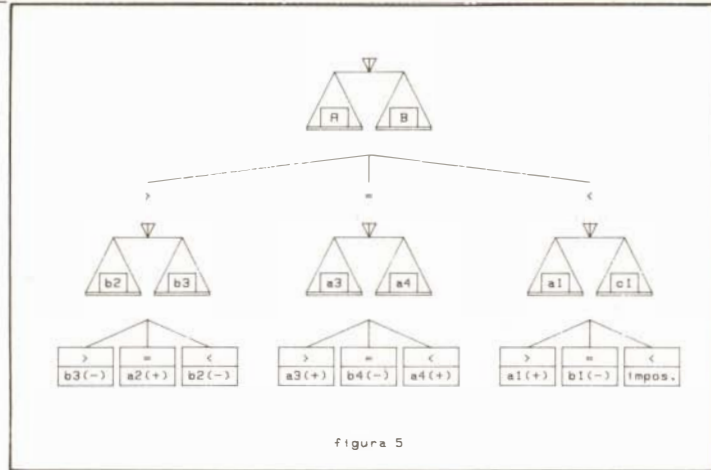 A B
> = <
b2 b3 a3 a4 a1 c1
> = < > = < > = <
b3(-) a2(+) b2(-) a3(+) b4(-) a4(+) a1(+) b1(-) impos.
figura 5